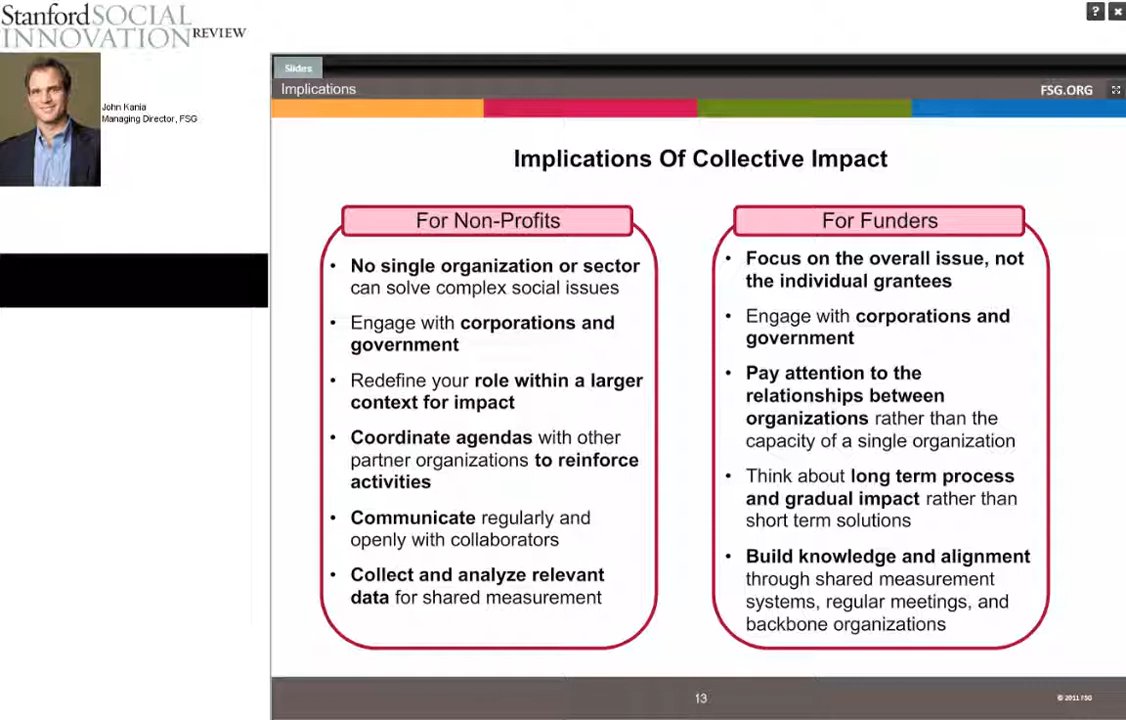 Stanford SOCIAL
INNOVATION REVIEW
? ×
John Kania
Managing Director, FSG
Slides
Implications
FSG.ORG
Implications Of Collective Impact
For Non-Profits
• No single organization or sector
can solve complex social issues
• Engage with corporations and
government
• Redefine your role within a larger
context for impact
• Coordinate agendas with other
partner organizations to reinforce
activities
• Communicate regularly and
openly with collaborators
• Collect and analyze relevant
data for shared measurement
For Funders
• Focus on the overall issue, not
the individual grantees
• Engage with corporations and
government
• Pay attention to the
relationships between
organizations rather than the
capacity of a single organization
• Think about long term process
and gradual impact rather than
short term solutions
• Build knowledge and alignment
through shared measurement
systems, regular meetings, and
backbone organizations
13
© 2011 FSG